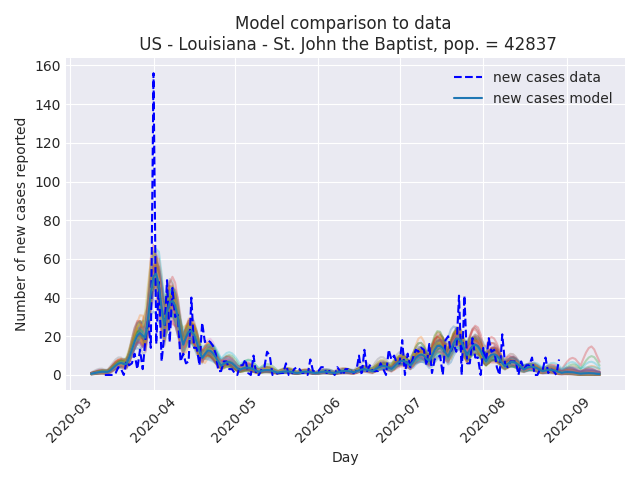 Model comparison to data
US - Louisiana - St. John the Baptist, pop. = 42837
new cases data
new cases model
Number of new cases reported
160
140
120
100
80
60
40
20
0
2020-03
2020-04
2020-05
2020-06
2020-07
2020-08
2020-09
Day